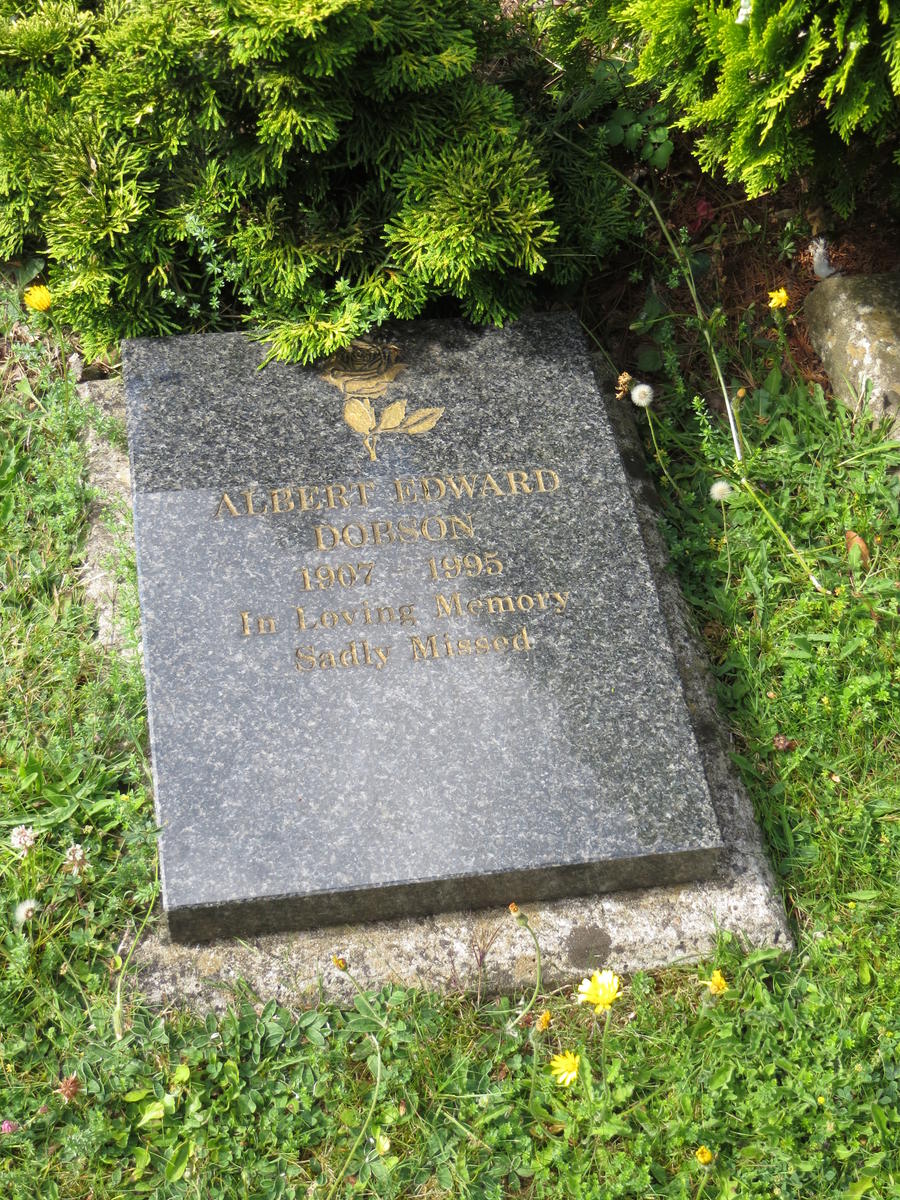 ALBERT EDWARD
DOBSON
1907 - 1995
In Loving Memory
Sadly Missed